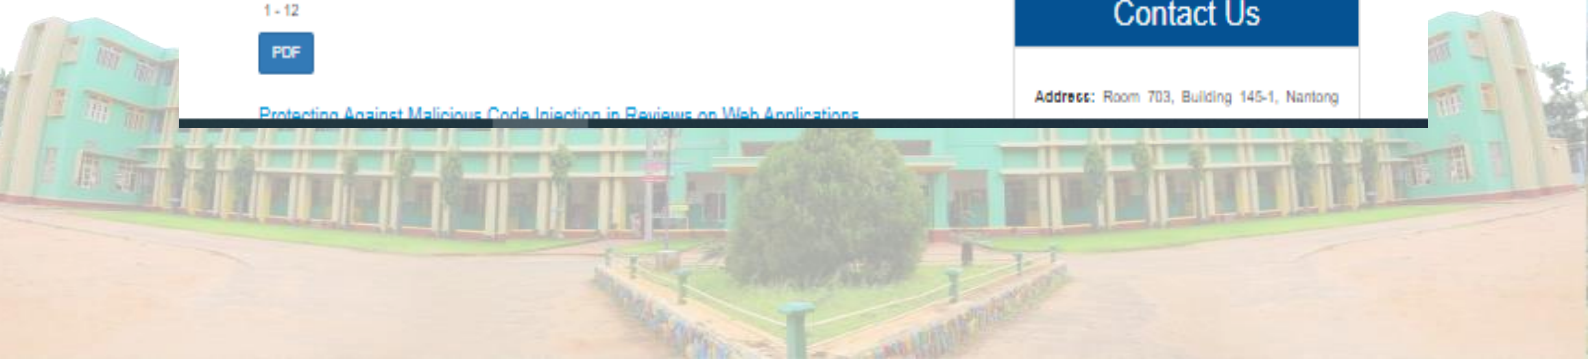 1 - 12
PDF
Protecting Against Malicious Code Injection in Reviews on Web Applications
Contact Us
Address: Room 703, Building 145-1, Nantong